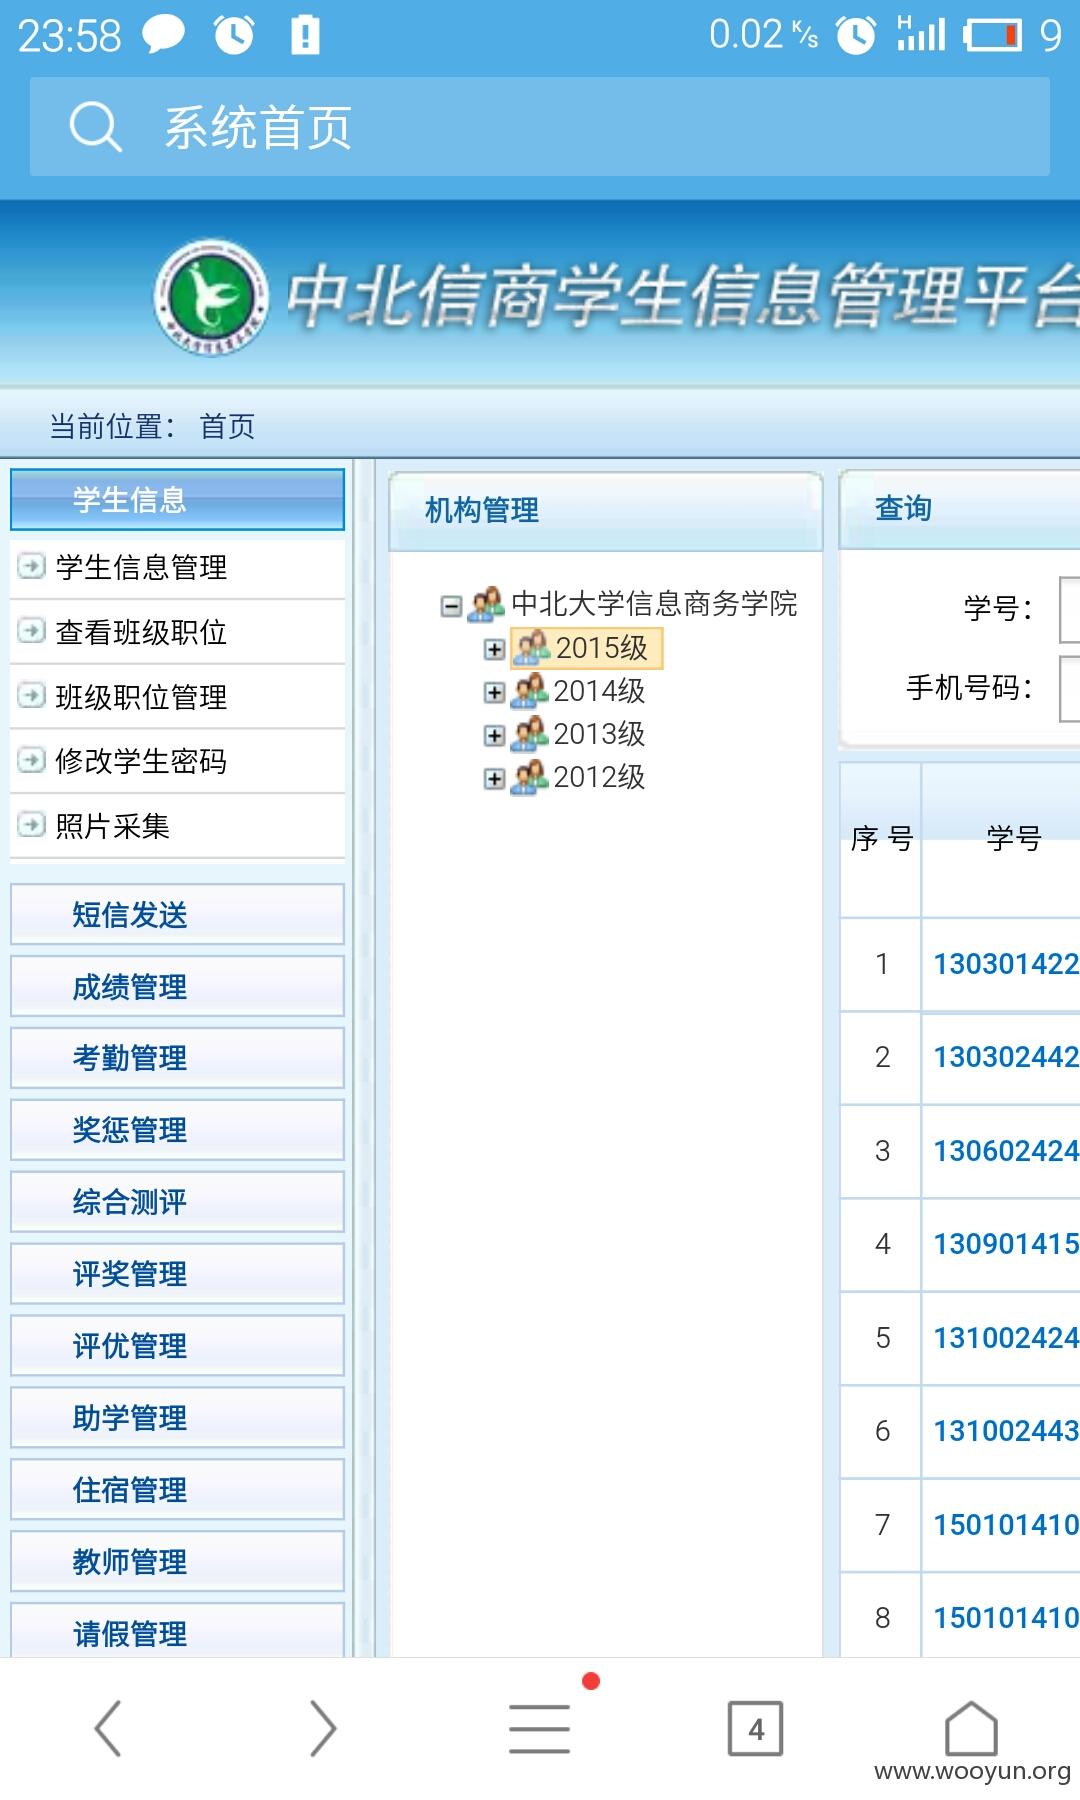 23:58
0.02 K/s
H
9
系统首页
中北信商学生信息管理平台
当前位置： 首页
学生信息
学生信息管理
查看班级职位
班级职位管理
修改学生密码
照片采集
短信发送
成绩管理
考勤管理
奖惩管理
综合测评
评奖管理
评优管理
助学管理
住宿管理
教师管理
请假管理
机构管理
中北大学信息商务学院
2015级
2014级
2013级
2012级
查询
学号：
手机号码：
序 号 学号
1 130301422
2 130302442
3 130602424
4 130901415
5 131002424
6 131002443
7 150101410
8 150101410
4
www.wooyun.org